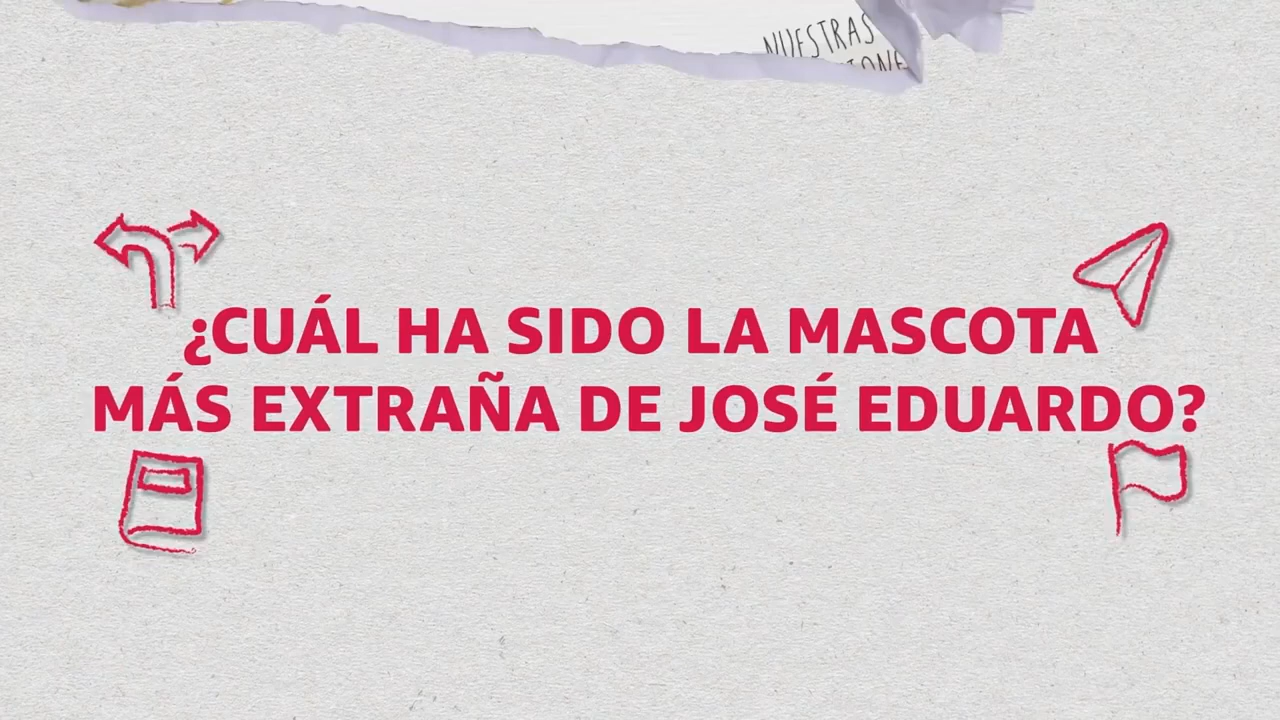 NUESTRAS
¿CUÁL HA SIDO LA MASCOTA
MÁS EXTRAÑA DE JOSÉ EDUARDO?